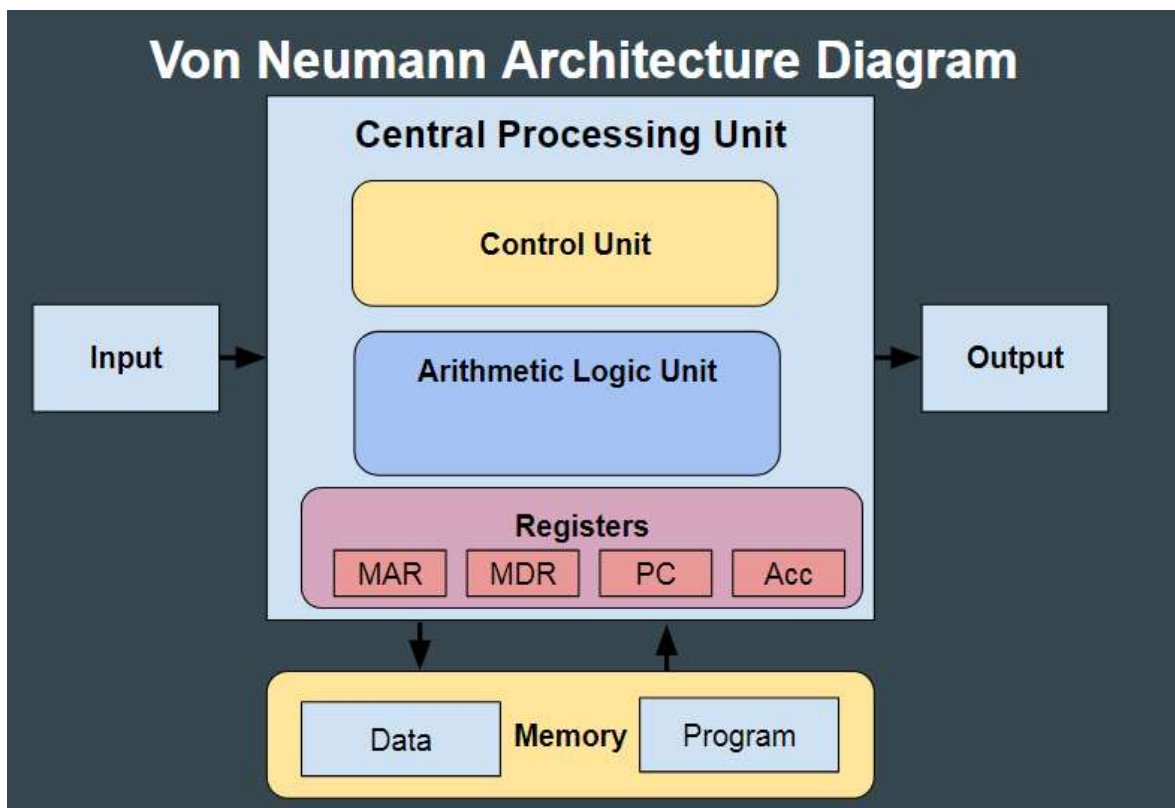 Von Neumann Architecture Diagram
Central Processing Unit
Control Unit
Input
Arithmetic Logic Unit
Output
Registers
MAR MDR PC Acc
Data Memory Program